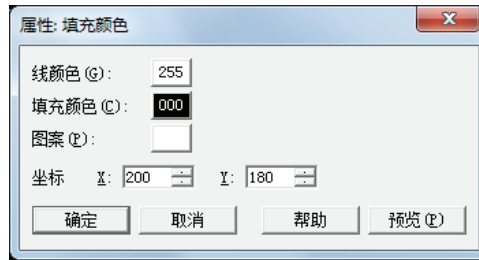 属性: 填充颜色
线颜色(G): 255
填充颜色(C): 000
图案(P):
坐标 X: 200 Y: 180
确定 取消 帮助 预览(P)